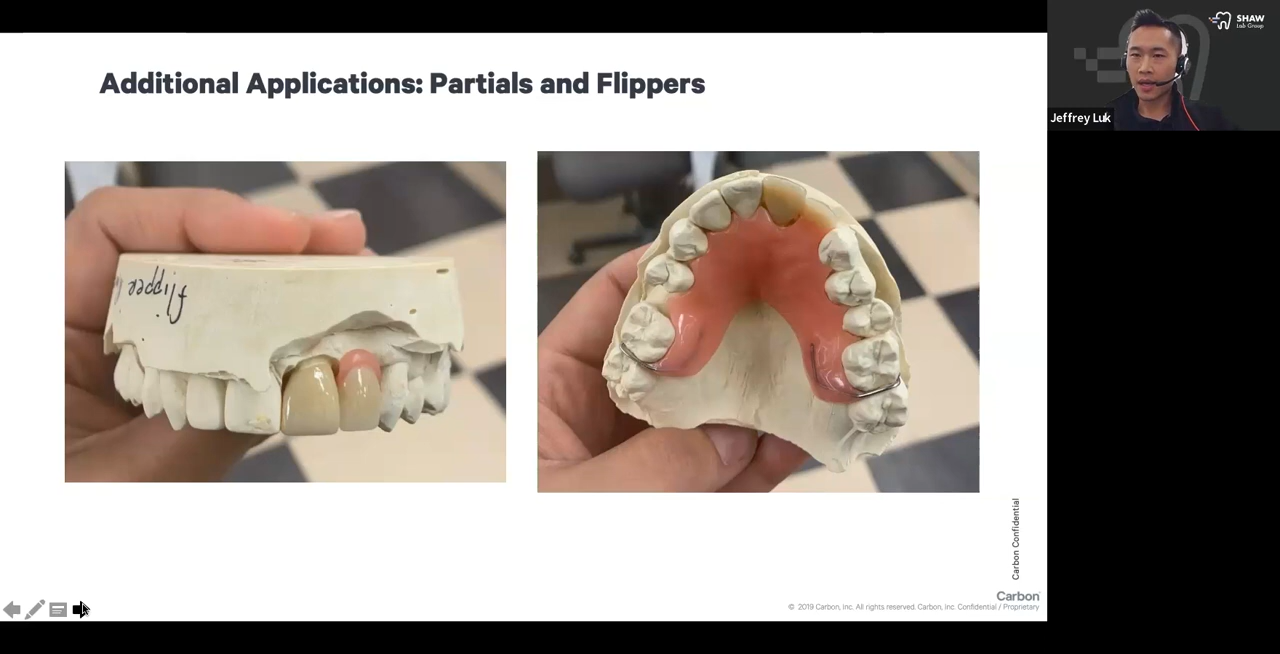 Additional Applications: Partials and Flippers
SHAW
Lab Group
Jeffrey Luk
flipper
Carbon Confidential
Carbon
© 2019 Carbon, Inc. All rights reserved. Carbon, Inc. Confidential / Proprietary